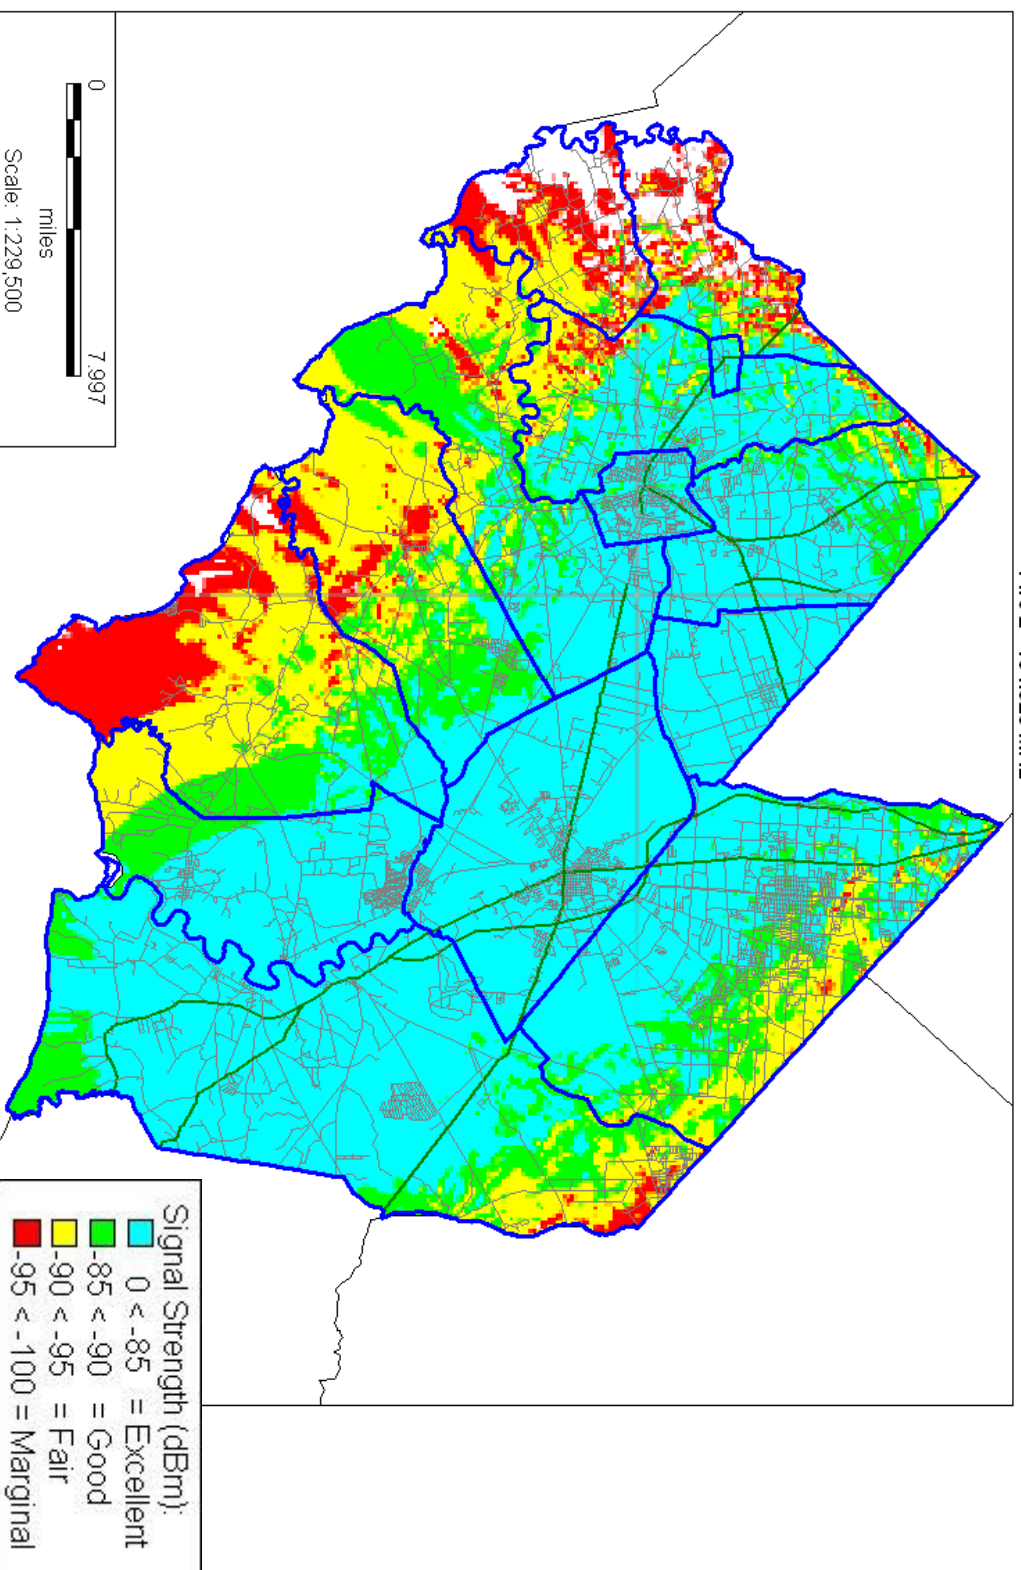 0 7.997
miles
Scale: 1:229,500
Signal Strength (dBm):
0 < -85 = Excellent
-85 < -90 = Good
-90 < -95 = Fair
-95 < -100 = Marginal